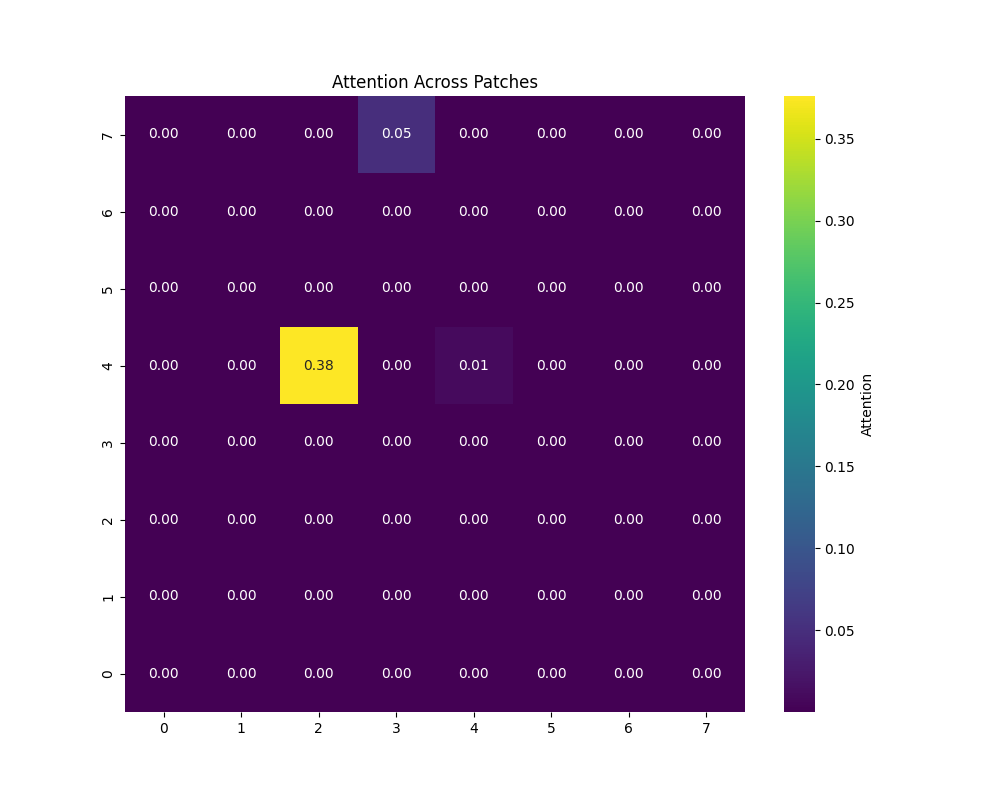 Attention Across Patches
7 0.00 0.00 0.00 0.05 0.00 0.00 0.00 0.00
6 0.00 0.00 0.00 0.00 0.00 0.00 0.00 0.00
5 0.00 0.00 0.00 0.00 0.00 0.00 0.00 0.00
4 0.00 0.00 0.38 0.00 0.01 0.00 0.00 0.00
3 0.00 0.00 0.00 0.00 0.00 0.00 0.00 0.00
2 0.00 0.00 0.00 0.00 0.00 0.00 0.00 0.00
1 0.00 0.00 0.00 0.00 0.00 0.00 0.00 0.00
0 0.00 0.00 0.00 0.00 0.00 0.00 0.00 0.00
0 1 2 3 4 5 6 7
0.35
0.30
0.25
0.20
0.15
0.10
0.05
Attention